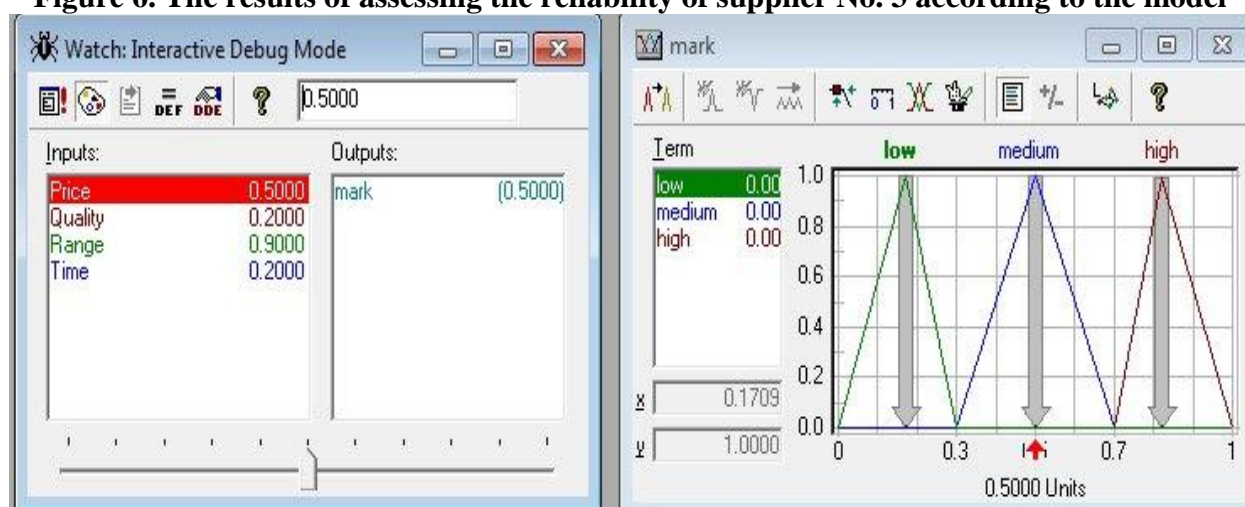 Figure 6. The results of assessing the reliability of supplier No. 3 according to the model
Watch: Interactive Debug Mode
DEF DDE ? 0.5000
Inputs:
Outputs:
Price 0.5000
Quality 0.2000
Range 0.9000
Time 0.2000
mark (0.5000)
mark
+/- ?
Term
low 0.00
medium 0.00
high 0.00
x 0.1709
y 1.0000
low medium high
1.0
0.8
0.6
0.4
0.2
0.0
0 0.3 0.7 1
0.5000 Units